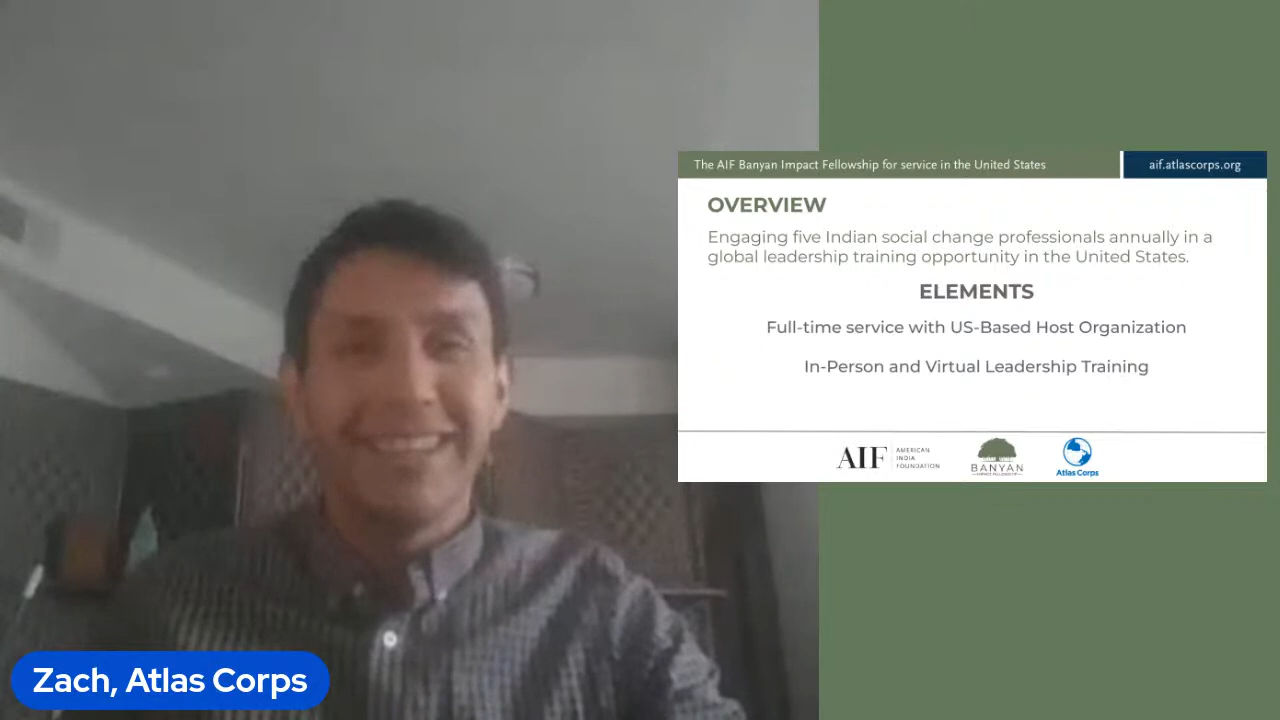 The AIF Banyan Impact Fellowship for service in the United States
aif.atlascorps.org
OVERVIEW
Engaging five Indian social change professionals annually in a
global leadership training opportunity in the United States.
ELEMENTS
Full-time service with US-Based Host Organization
In-Person and Virtual Leadership Training
AIF
AMERICAN
INDIA
FOUNDATION
BANYAN
Atlas Corps
Zach, Atlas Corps